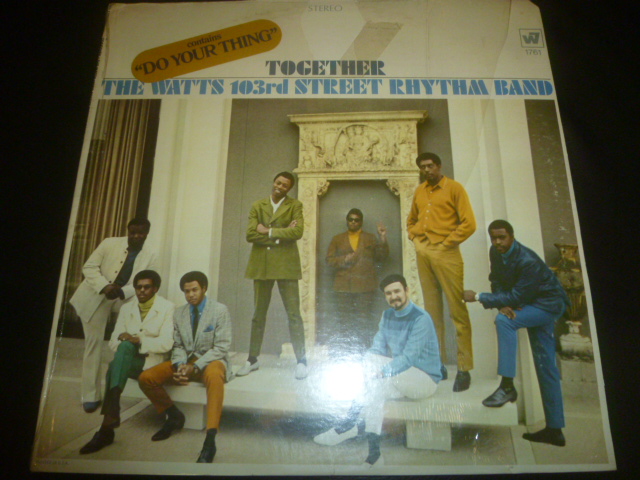 STEREO
contains
"DO YOUR THING"
W
1761
TOGETHER
THE WATTS 103rd STREET RHYTHM BAND